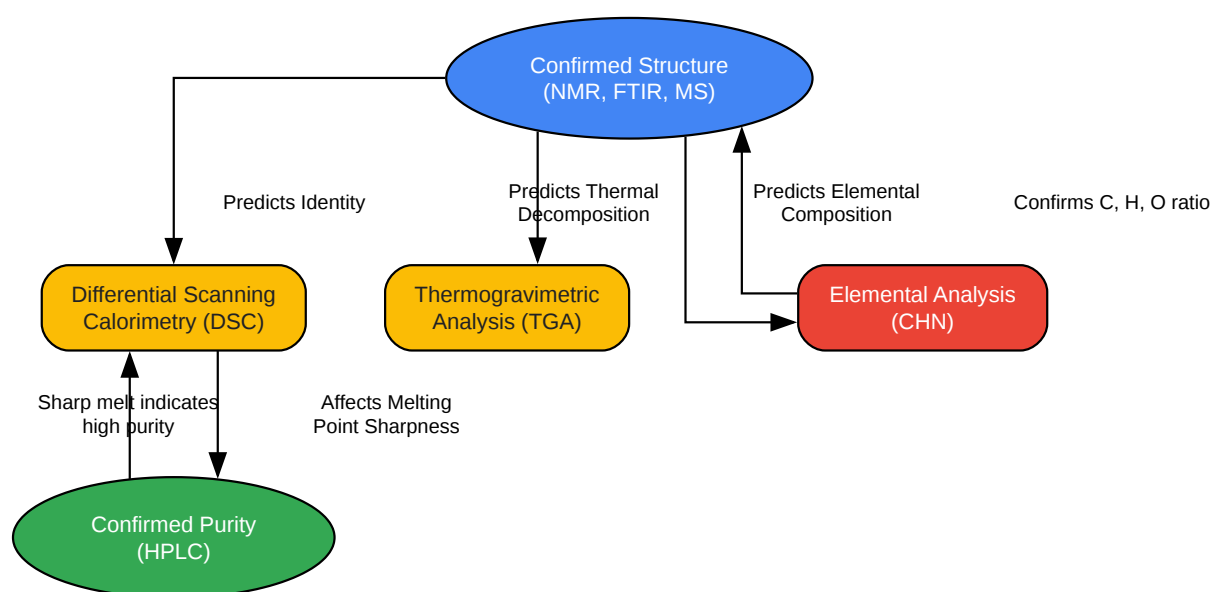 Confirmed Structure
(NMR, FTIR, MS)
Predicts Identity
Predicts Thermal
Decomposition
Predicts Elemental
Composition
Confirms C, H, O ratio
Differential Scanning
Calorimetry (DSC)
Thermogravimetric
Analysis (TGA)
Elemental Analysis
(CHN)
Sharp melt indicates
high purity
Affects Melting
Point Sharpness
Confirmed Purity
(HPLC)